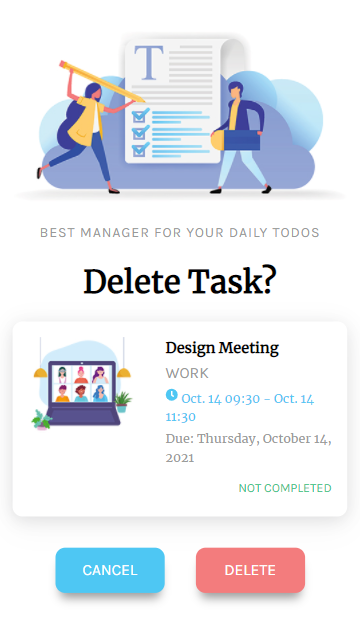 T
BEST MANAGER FOR YOUR DAILY TODOS
Delete Task?
Design Meeting
WORK
Oct. 14 09:30 - Oct. 14
11:30
Due: Thursday, October 14,
2021
NOT COMPLETED
CANCEL
DELETE